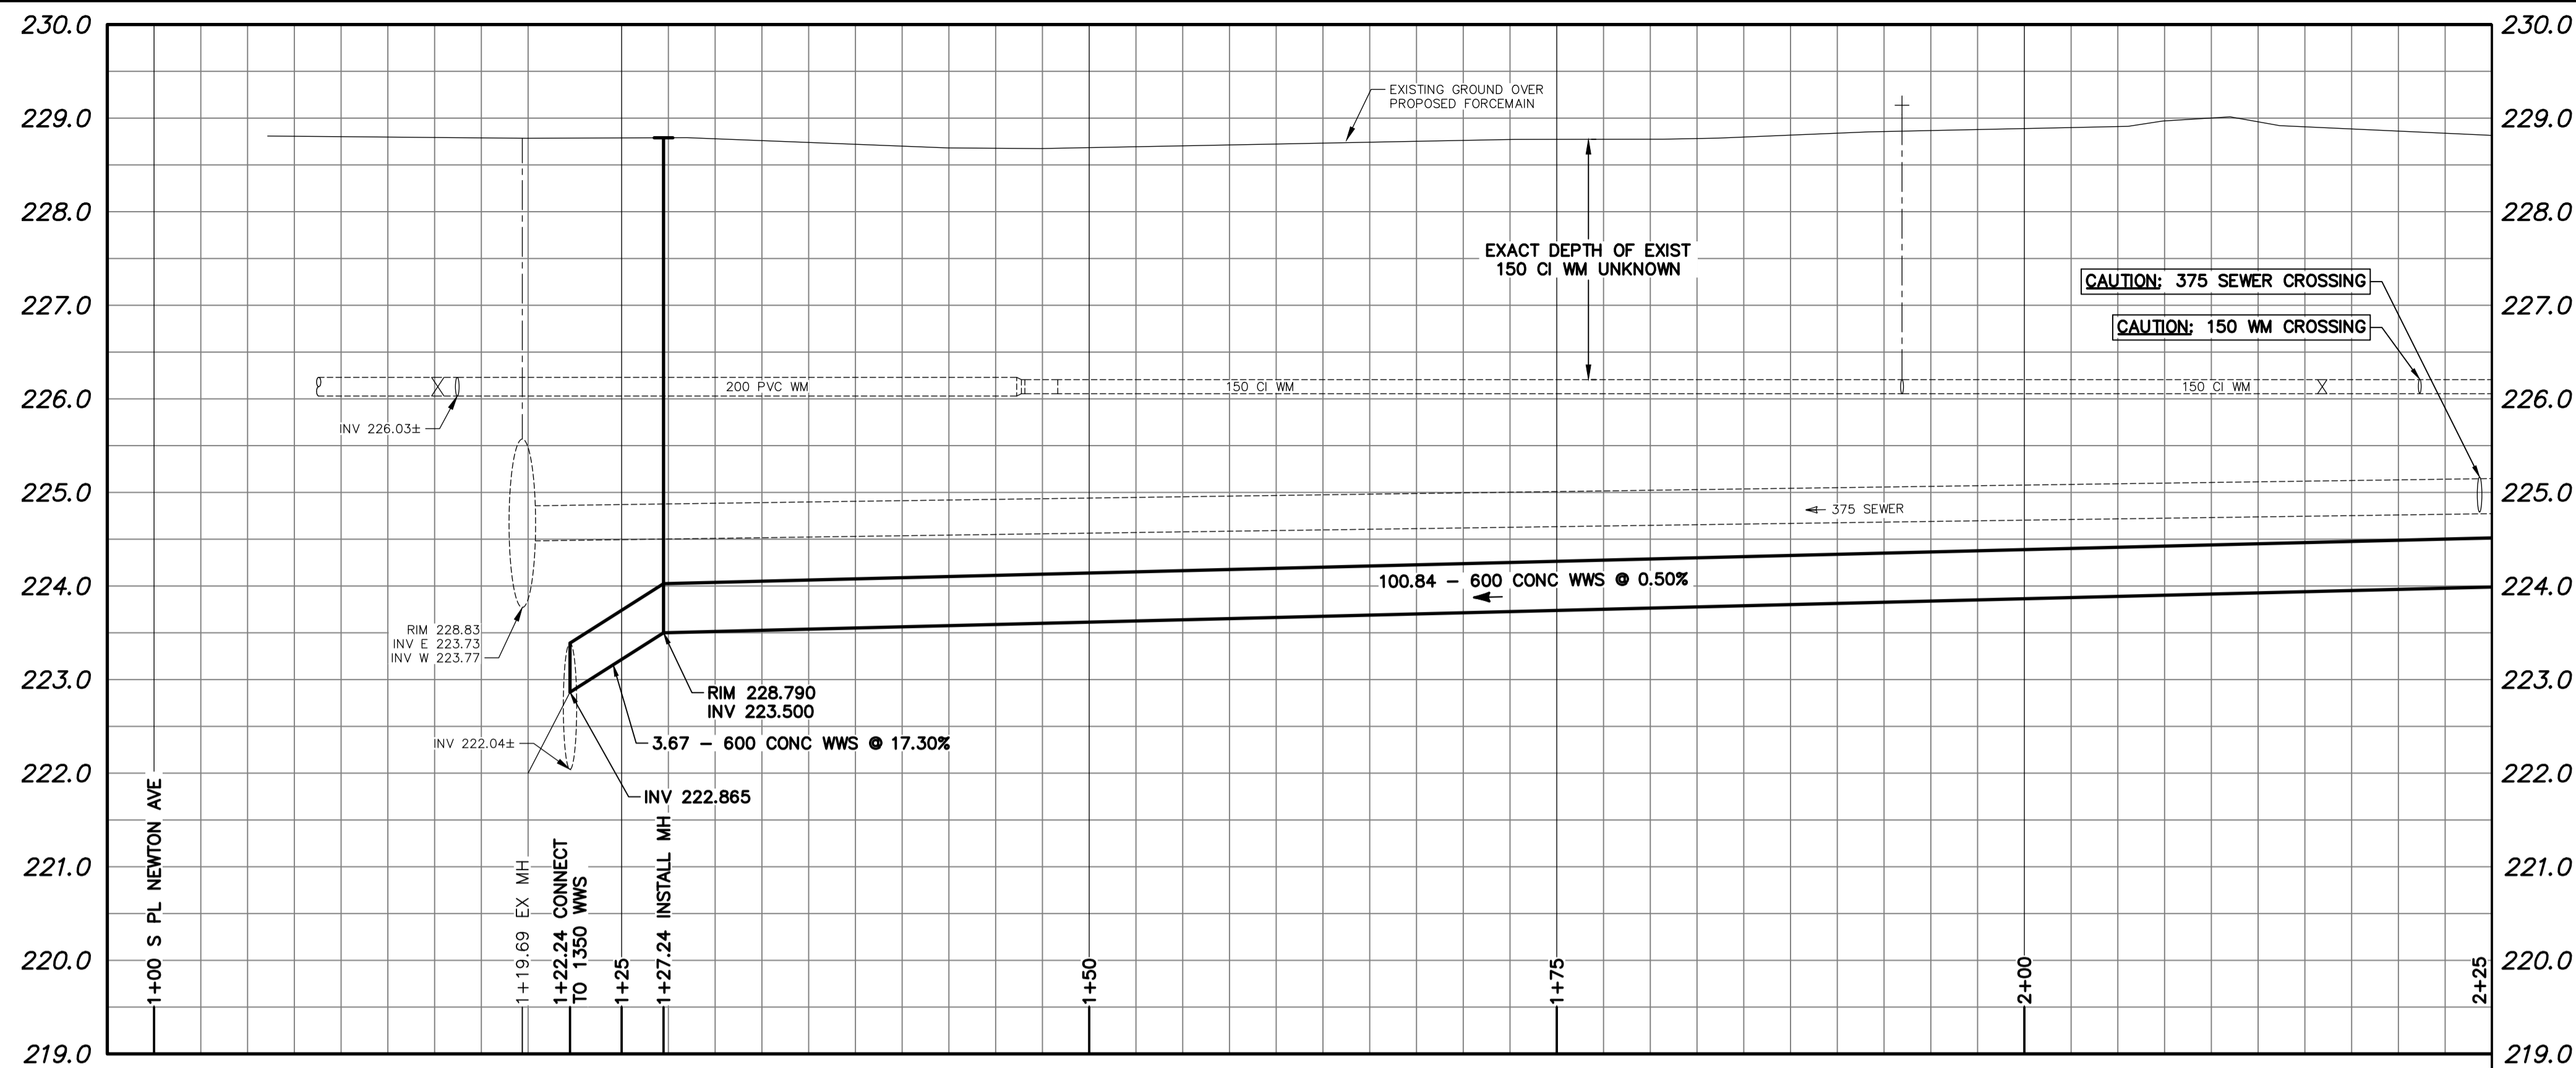 230.0
230.0
229.0
229.0
228.0
228.0
227.0
227.0
226.0
226.0
225.0
225.0
224.0
224.0
223.0
223.0
222.0
222.0
221.0
221.0
220.0
220.0
219.0
219.0
EXISTING GROUND OVER
PROPOSED FORCEMAIN
EXACT DEPTH OF EXIST
150 CI WM UNKNOWN
CAUTION: 375 SEWER CROSSING
CAUTION: 150 WM CROSSING
200 PVC WM
150 CI WM
150 CI WM
INV 226.03±
375 SEWER
100.84 - 600 CONC WWS @ 0.50%
RIM 228.83
INV E 223.73
INV W 223.77
RIM 228.790
INV 223.500
INV 222.04±
3.67 - 600 CONC WWS @ 17.30%
INV 222.865
1+00 S PL NEWTON AVE
1+19.69 EX MH
1+22.24 CONNECT
TO 1350 WWS
1+25
1+27.24 INSTALL MH
1+50
1+75
2+00
2+25